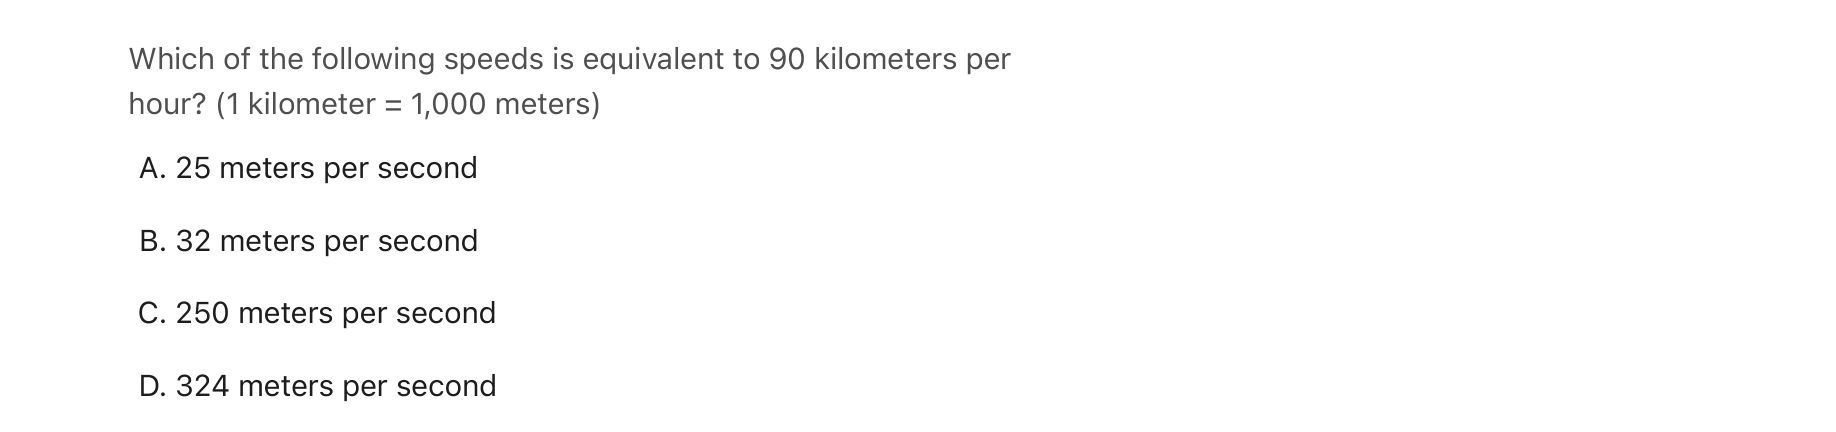 Which of the following speeds is equivalent to 90 kilometers per
hour? (1 kilometer = 1,000 meters)
A. 25 meters per second
B. 32 meters per second
C. 250 meters per second
D. 324 meters per second